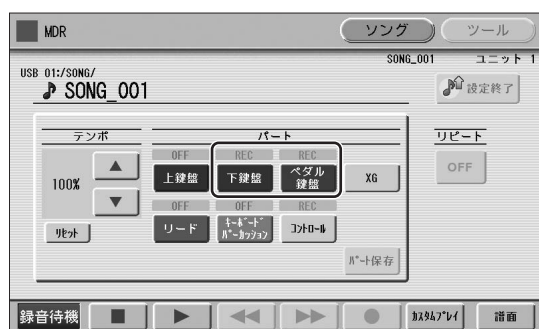 MDR ソング ツール
SONG_001 ユニット 1
USB 01:/SONG/
SONG_001 設定終了
テンポ パート リピート
OFF REC REC OFF
100% 上鍵盤 下鍵盤 ペダル鍵盤 XG
OFF OFF REC
リセット リード キーボードパーカッション コントロール
パート保存
録音待機 カスタムプレイ 譜面